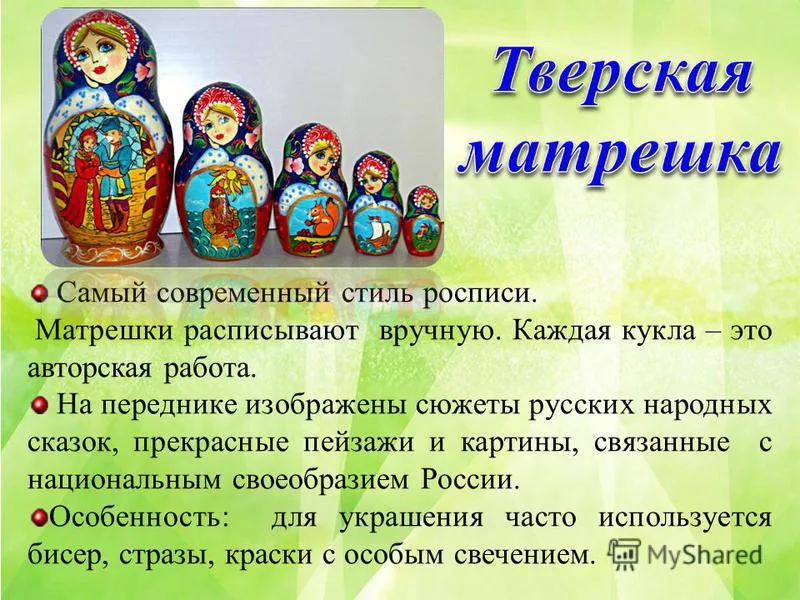 Тверская
матрешка
Самый современный стиль росписи.
Матрешки расписывают вручную. Каждая кукла – это
авторская работа.
На переднике изображены сюжеты русских народных
сказок, прекрасные пейзажи и картины, связанные с
национальным своеобразием России.
Особенность: для украшения часто используется
бисер, стразы, краски с особым свечением.
MyShared